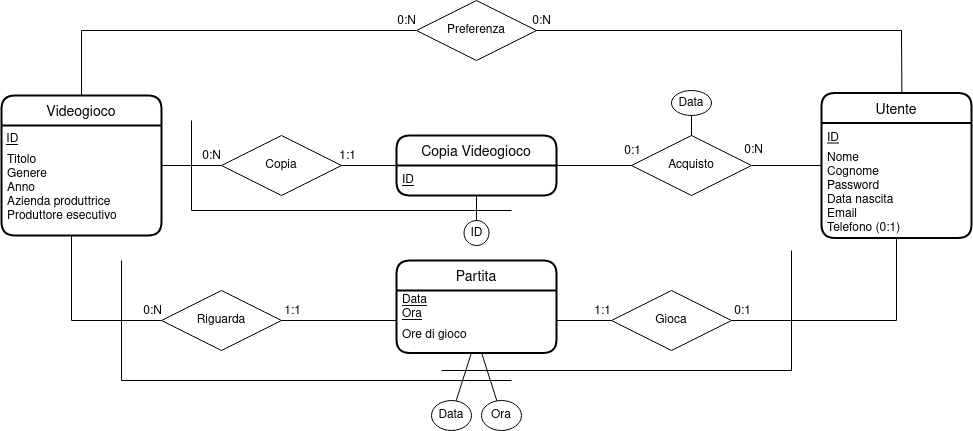 0:N
Preferenza
0:N
Videogioco
ID
Titolo
Genere
Anno
Azienda produttrice
Produttore esecutivo
0:N
Copia
1:1
Copia Videogioco
ID
ID
0:1
Data
Acquisto
0:N
Utente
ID
Nome
Cognome
Password
Data nascita
Email
Telefono (0:1)
0:N
Riguarda
1:1
Partita
Data
Ora
Ore di gioco
1:1
Gioca
0:1
Data
Ora